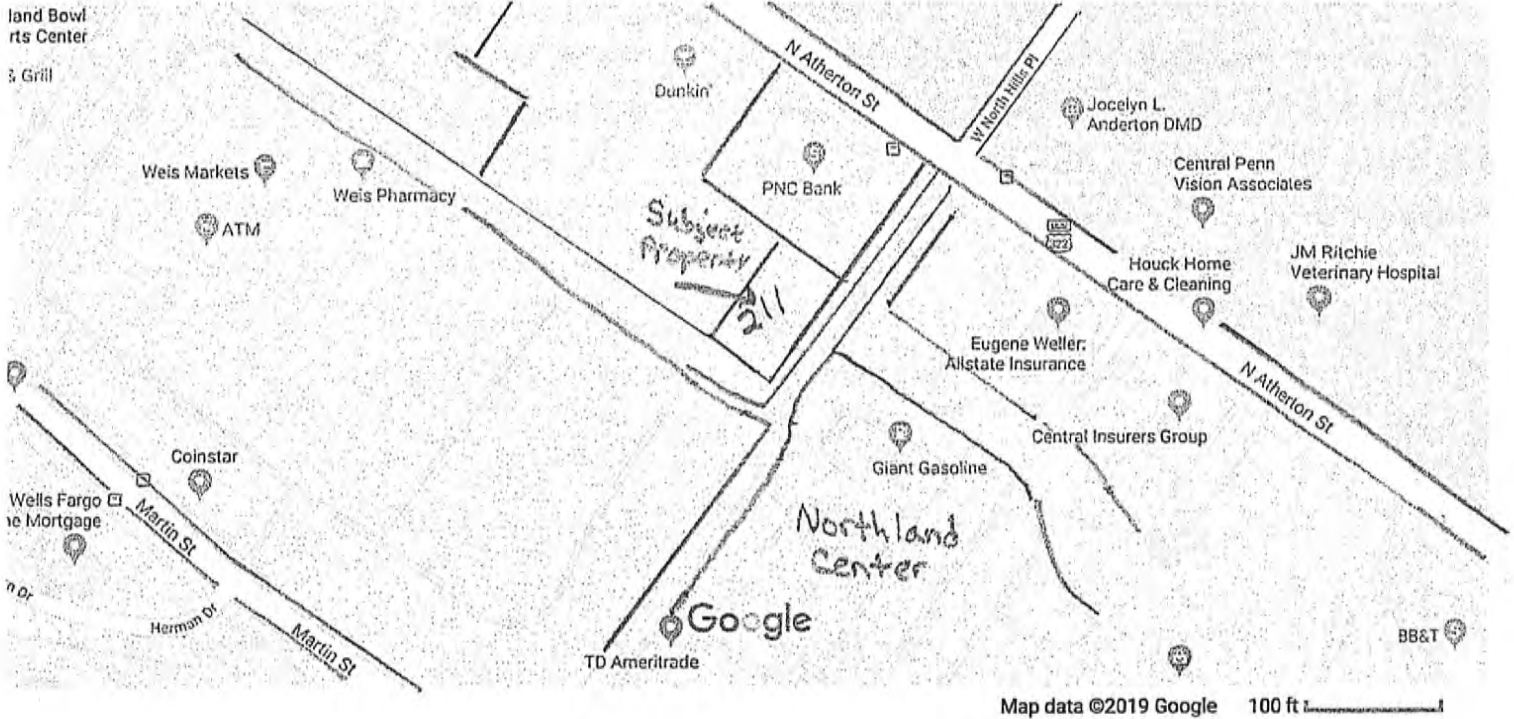 land Bowl
rts Center
& Grill
Dunkin'
N Atherton St
W North Hills Pl
Jocelyn L.
Anderton DMD
Weis Markets
Weis Pharmacy
PNC Bank
Central Penn
Vision Associates
ATM
Subject
Property
211
322
Houck Home
Care & Cleaning
JM Ritchie
Veterinary Hospital
Eugene Weller:
Allstate Insurance
N Atherton St
Central Insurers Group
Coinstar
Giant Gasoline
Wells Fargo
ne Mortgage
Martin St
Northland
Center
n Dr
Herman Dr
Martin St
Google
TD Ameritrade
BB&T
Map data ©2019 Google
100 ft